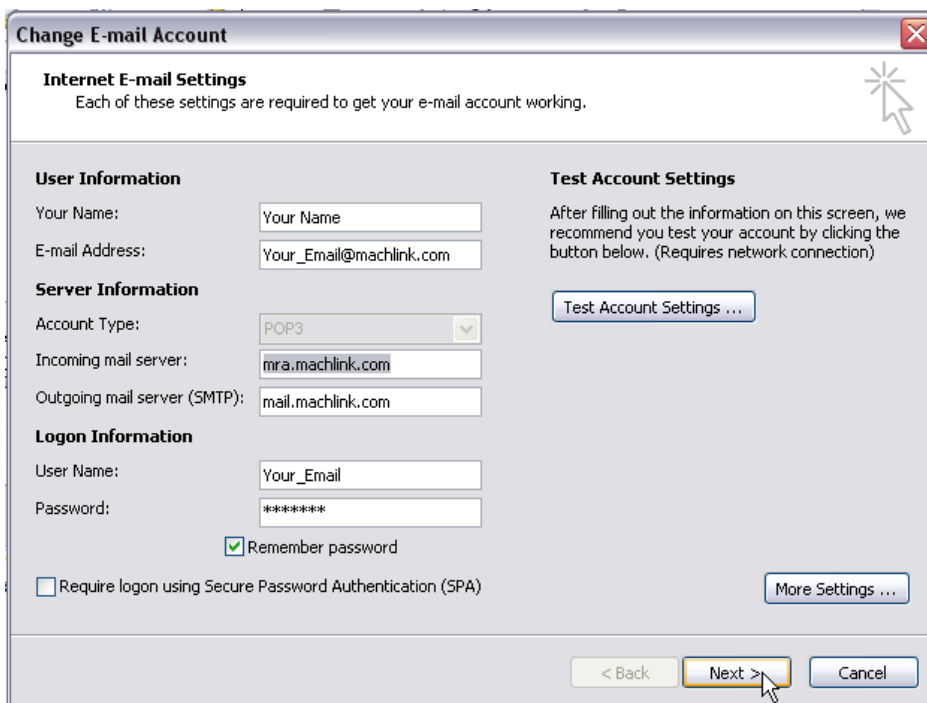 Change E-mail Account
Internet E-mail Settings
Each of these settings are required to get your e-mail account working.
User Information
Your Name: Your Name
E-mail Address: Your_Email@machlink.com
Server Information
Account Type: POP3
Incoming mail server: mra.machlink.com
Outgoing mail server (SMTP): mail.machlink.com
Logon Information
User Name: Your_Email
Password: *******
Remember password
Require logon using Secure Password Authentication (SPA)
Test Account Settings
After filling out the information on this screen, we
recommend you test your account by clicking the
button below. (Requires network connection)
Test Account Settings ...
More Settings ...
< Back Next > Cancel